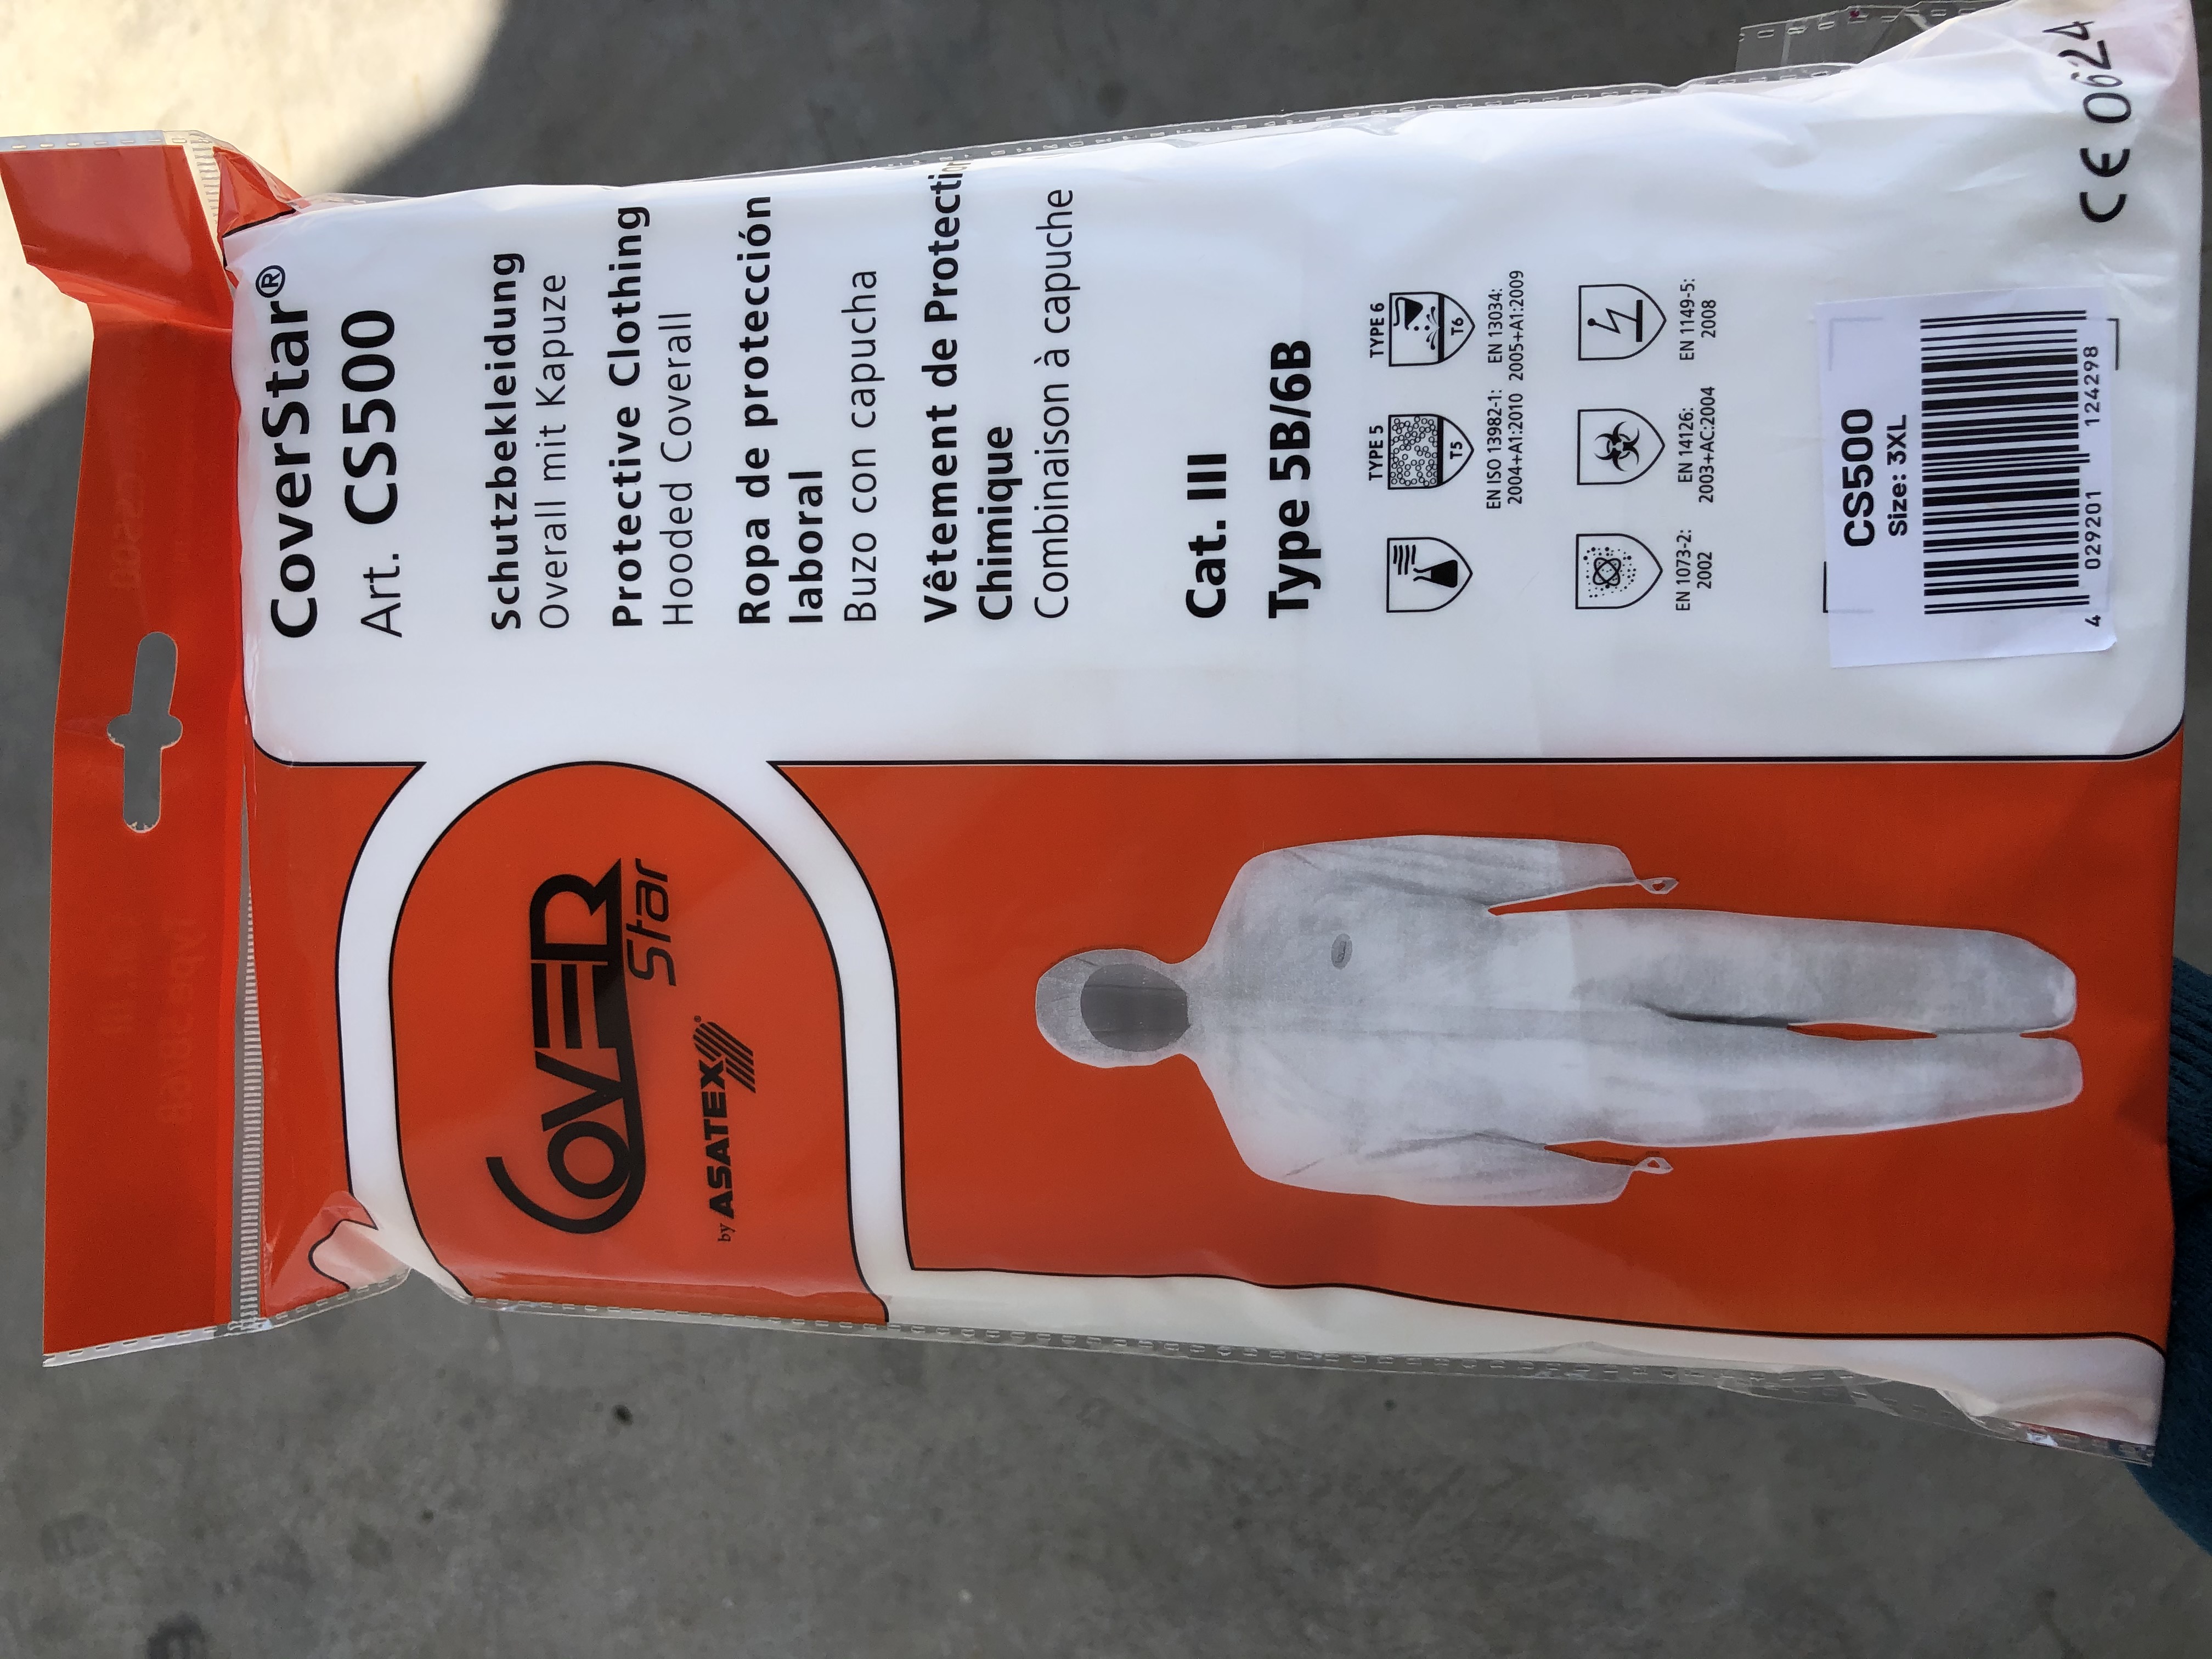 COVER
Star
by ASATEX®
CoverStar®
Art. CS500
Schutzbekleidung
Overall mit Kapuze
Protective Clothing
Hooded Coverall
Ropa de protección
laboral
Buzo con capucha
Vêtement de Protection
Chimique
Combinaison à capuche
Cat. III
Type 5B/6B
TYPE 5
TYPE 6
T5
T6
EN ISO 13982-1:
2004+A1:2010
EN 13034:
2005+A1:2009
EN 1073-2:
2002
EN 14126:
2003+AC:2004
EN 1149-5:
2008
CS500
Size: 3XL
4 029201 124298
CE 0624